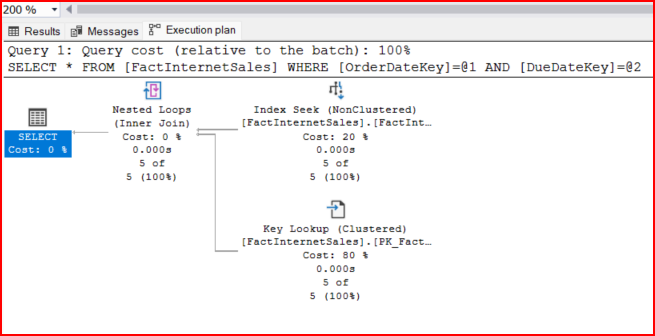 200 %
Results Messages Execution plan
Query 1: Query cost (relative to the batch): 100%
SELECT * FROM [FactInternetSales] WHERE [OrderDateKey]=@1 AND [DueDateKey]=@2
SELECT
Cost: 0 %
Nested Loops
(Inner Join)
Cost: 0 %
0.000s
5 of
5 (100%)
Index Seek (NonClustered)
[FactInternetSales].[FactInt…
Cost: 20 %
0.000s
5 of
5 (100%)
Key Lookup (Clustered)
[FactInternetSales].[PK_Fact…
Cost: 80 %
0.000s
5 of
5 (100%)